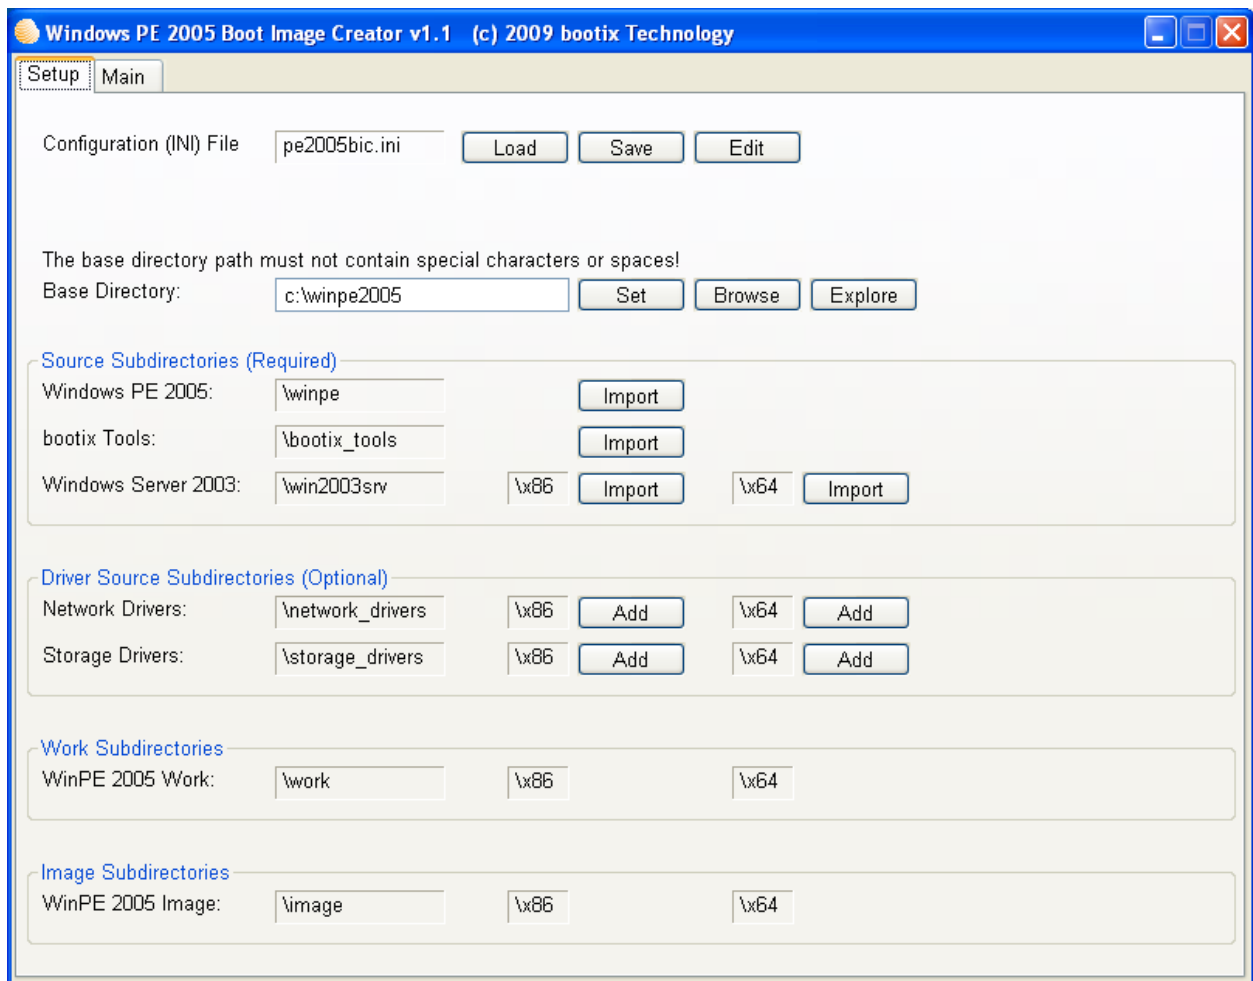 Windows PE 2005 Boot Image Creator v1.1 (c) 2009 bootix Technology
Setup Main
Configuration (INI) File pe2005bic.ini Load Save Edit
The base directory path must not contain special characters or spaces!
Base Directory: c:\winpe2005 Set Browse Explore
Source Subdirectories (Required)
Windows PE 2005: \winpe Import
bootix Tools: \bootix_tools Import
Windows Server 2003: \win2003srv \x86 Import \x64 Import
Driver Source Subdirectories (Optional)
Network Drivers: \network_drivers \x86 Add \x64 Add
Storage Drivers: \storage_drivers \x86 Add \x64 Add
Work Subdirectories
WinPE 2005 Work: \work \x86 \x64
Image Subdirectories
WinPE 2005 Image: \image \x86 \x64